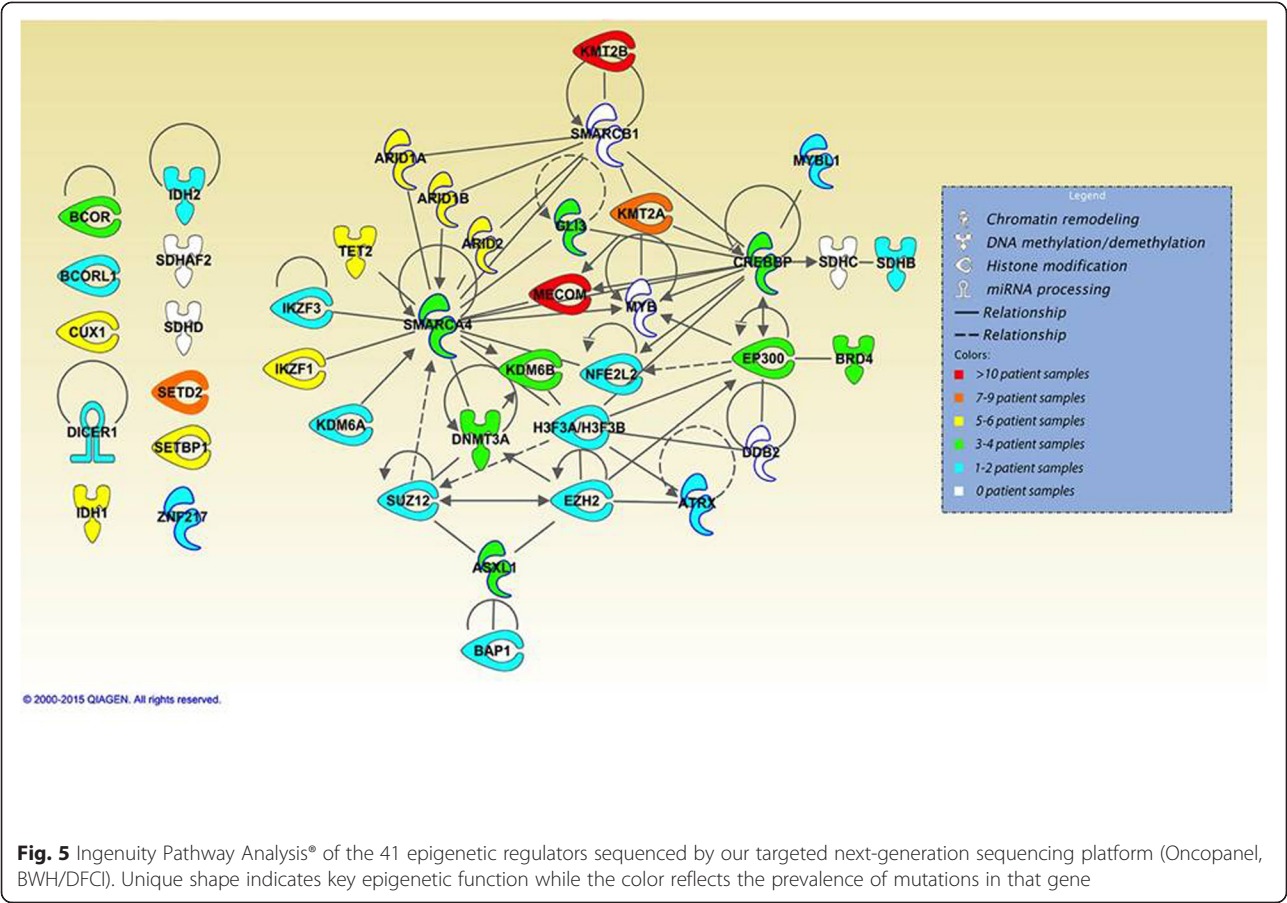 KMT2B
SMARCB1
ARID1A
MYBL1
IDH2
ARID1B
BCOR
KMT2A
GLI3
ARID2
TET2
SDHAF2
CREBBP
SDHC
SDHB
BCORL1
MECOM
IKZF3
MYB
SMARCA4
SDHD
CUX1
EP300
BRD4
IKZF1
KDM6B
NFE2L2
SETD2
KDM6A
H3F3A/H3F3B
DICER1
DNMT3A
SETBP1
DDB2
SUZ12
EZH2
ATRX
IDH1
ZNF217
ASXL1
BAP1
Legend
Chromatin remodeling
DNA methylation/demethylation
Histone modification
miRNA processing
Relationship
Relationship
Colors:
>10 patient samples
7-9 patient samples
5-6 patient samples
3-4 patient samples
1-2 patient samples
0 patient samples
© 2000-2015 QIAGEN. All rights reserved.
Fig. 5 Ingenuity Pathway Analysis® of the 41 epigenetic regulators sequenced by our targeted next-generation sequencing platform (Oncopanel,
BWH/DFCI). Unique shape indicates key epigenetic function while the color reflects the prevalence of mutations in that gene